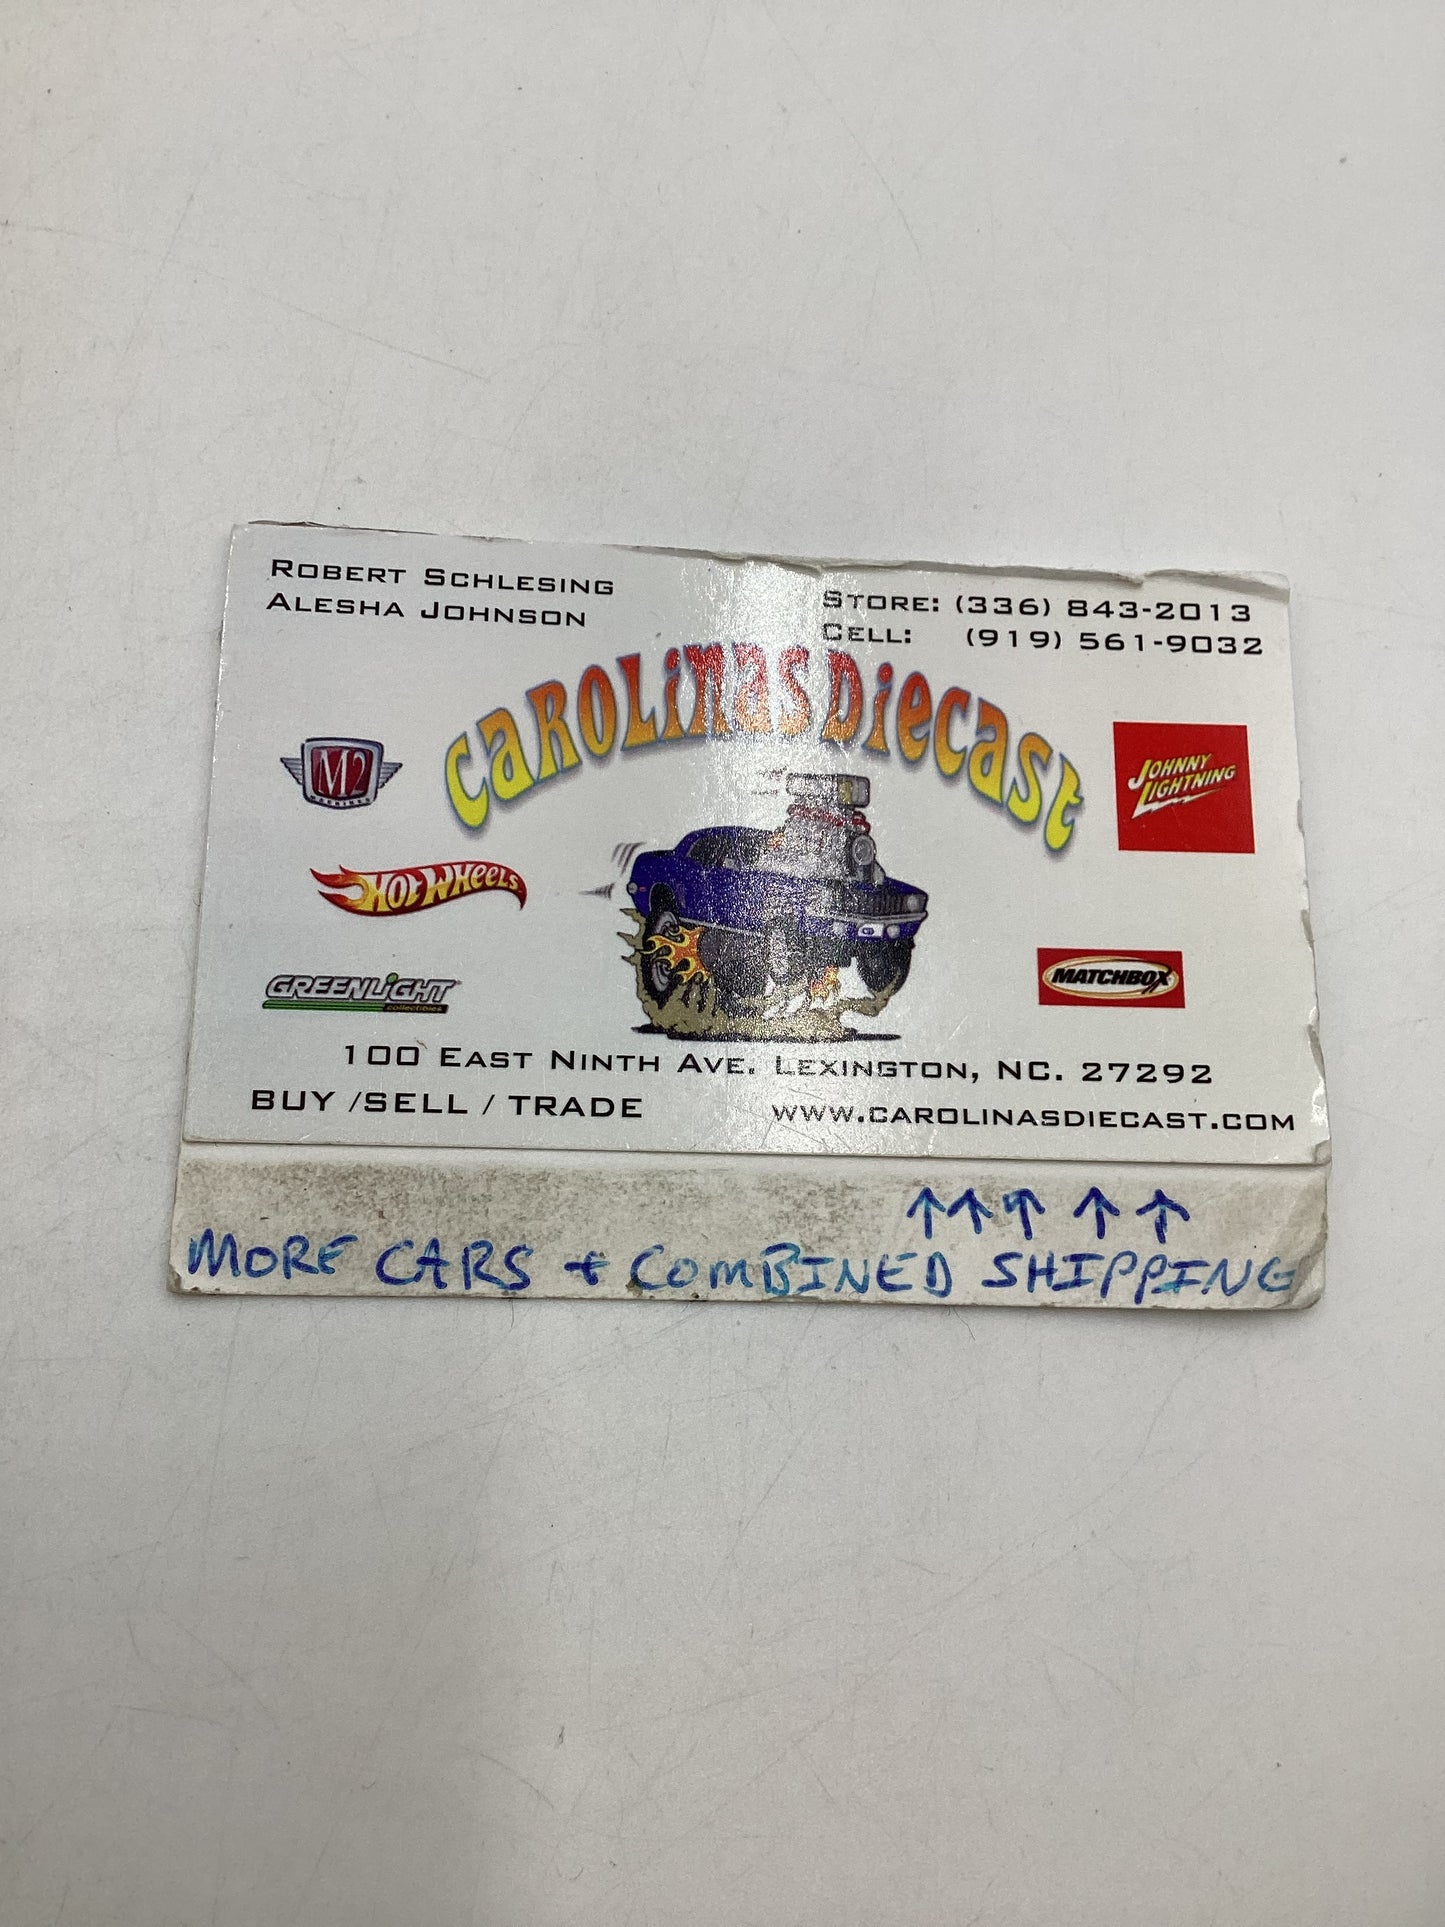 ROBERT SCHLESING
ALESHA JOHNSON
STORE: (336) 843-2013
CELL: (919) 561-9032
CAROLiNAS DiECAST
M2
MACHINES
JOHNNY
LIGHTNING
HOT WHEELS
GREENLiGHT
collectibles
MATCHBOX
100 EAST NINTH AVE. LEXINGTON, NC. 27292
BUY /SELL / TRADE
WWW.CAROLINASDIECAST.COM
↑↑↑ ↑ ↑
MORE CARS + COMBINED SHIPPING